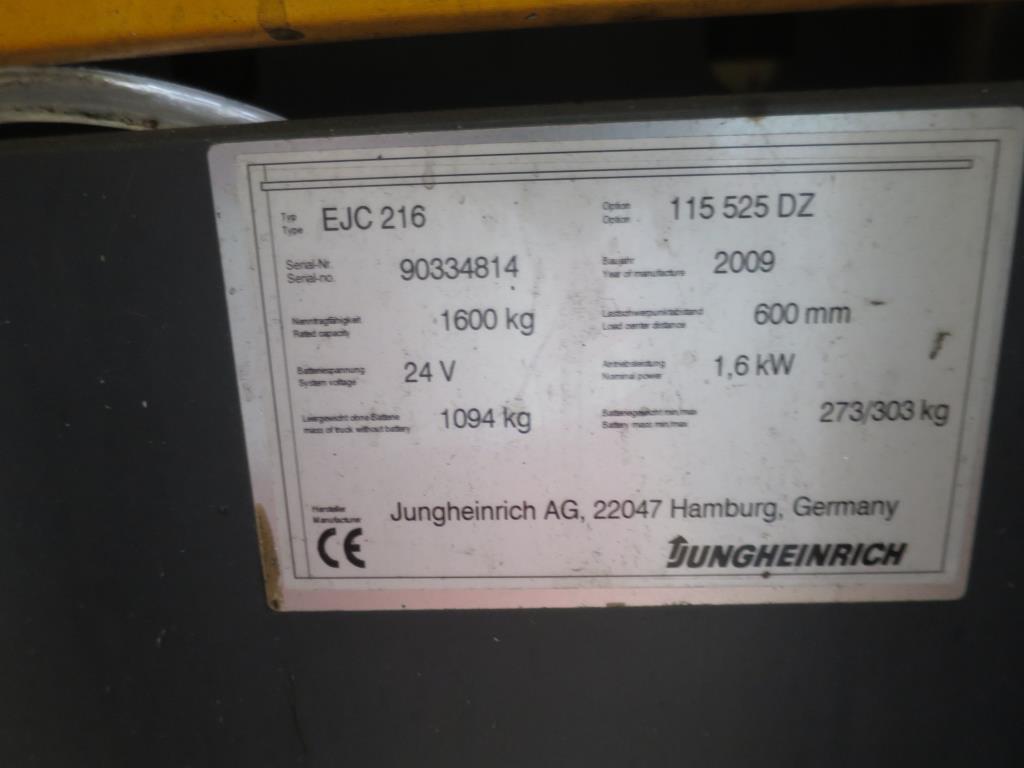 Typ EJC 216 Option 115 525 DZ
Type Option
Serial-Nr. 90334814 Baujahr 2009
Serial-no. Year of manufacture
Nenntragfähigkeit 1600 kg Lastschwerpunktabstand 600 mm
Rated capacity Load center distance
Batteriespannung 24 V Antriebsleistung 1,6 kW
System voltage Nominal power
Leergewicht ohne Batterie 1094 kg Batteriegewicht min/max 273/303 kg
mass of truck without battery Battery mass min/max
Hersteller Jungheinrich AG, 22047 Hamburg, Germany
Manufacturer
CE JUNGHEINRICH